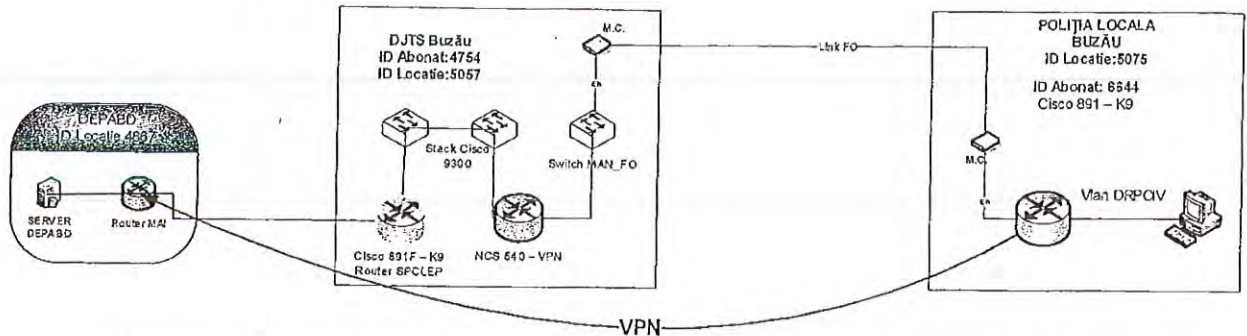 DEPABD
ID Locatie 4867
SERVER
DEPABD
Router MAI
DJTS Buzău
ID Abonat:4754
ID Locatie:5057
Stack Cisco
9300
Cisco 891F – K9
Router SPCLEP
NCS 540 – VPN
M.C.
Switch MAN_FO
Link FO
POLIȚIA LOCALA
BUZĂU
ID Locatie:5075
ID Abonat: 6644
Cisco 891 – K9
M.C.
Vlan DRPCIV
VPN